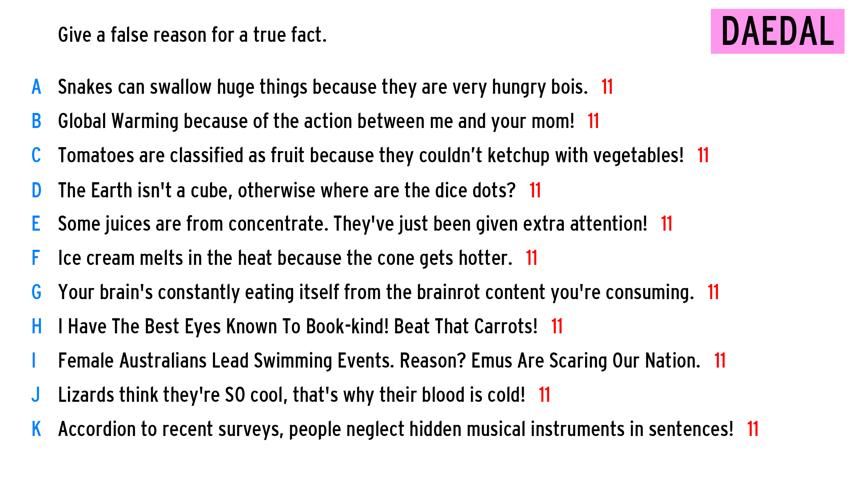 Give a false reason for a true fact.
DAEDAL
A Snakes can swallow huge things because they are very hungry bois. 11
B Global Warming because of the action between me and your mom! 11
C Tomatoes are classified as fruit because they couldn’t ketchup with vegetables! 11
D The Earth isn't a cube, otherwise where are the dice dots? 11
E Some juices are from concentrate. They've just been given extra attention! 11
F Ice cream melts in the heat because the cone gets hotter. 11
G Your brain's constantly eating itself from the brainrot content you're consuming. 11
H I Have The Best Eyes Known To Book-kind! Beat That Carrots! 11
I Female Australians Lead Swimming Events. Reason? Emus Are Scaring Our Nation. 11
J Lizards think they're SO cool, that's why their blood is cold! 11
K Accordion to recent surveys, people neglect hidden musical instruments in sentences! 11